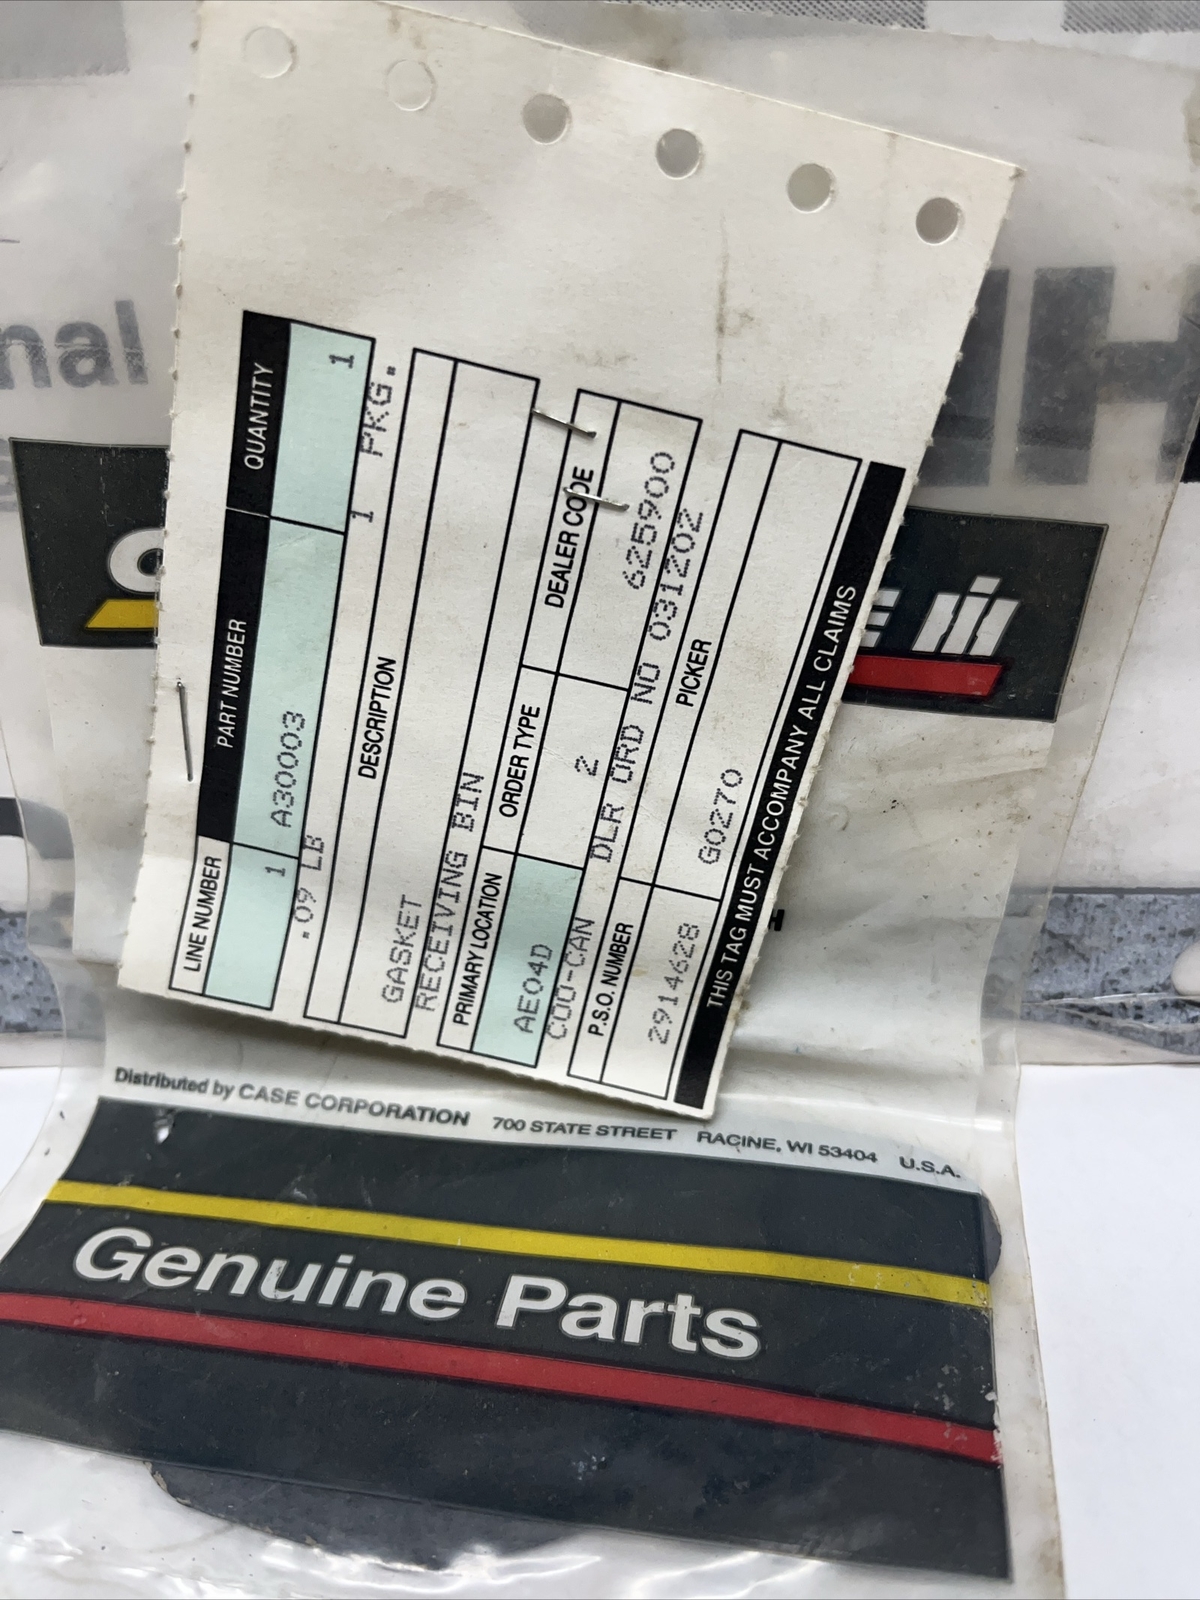 LINE NUMBER PART NUMBER QUANTITY
1 A30003 1
.09 LB 1 PKG.
DESCRIPTION
GASKET
RECEIVING BIN
PRIMARY LOCATION ORDER TYPE DEALER CODE
AE04D 2 625900
COO-CAN DLR ORD NO 031202
P.S.O. NUMBER PICKER
2914628 G0270
THIS TAG MUST ACCOMPANY ALL CLAIMS
nal
IH
Distributed by CASE CORPORATION 700 STATE STREET RACINE, WI 53404 U.S.A.
Genuine Parts